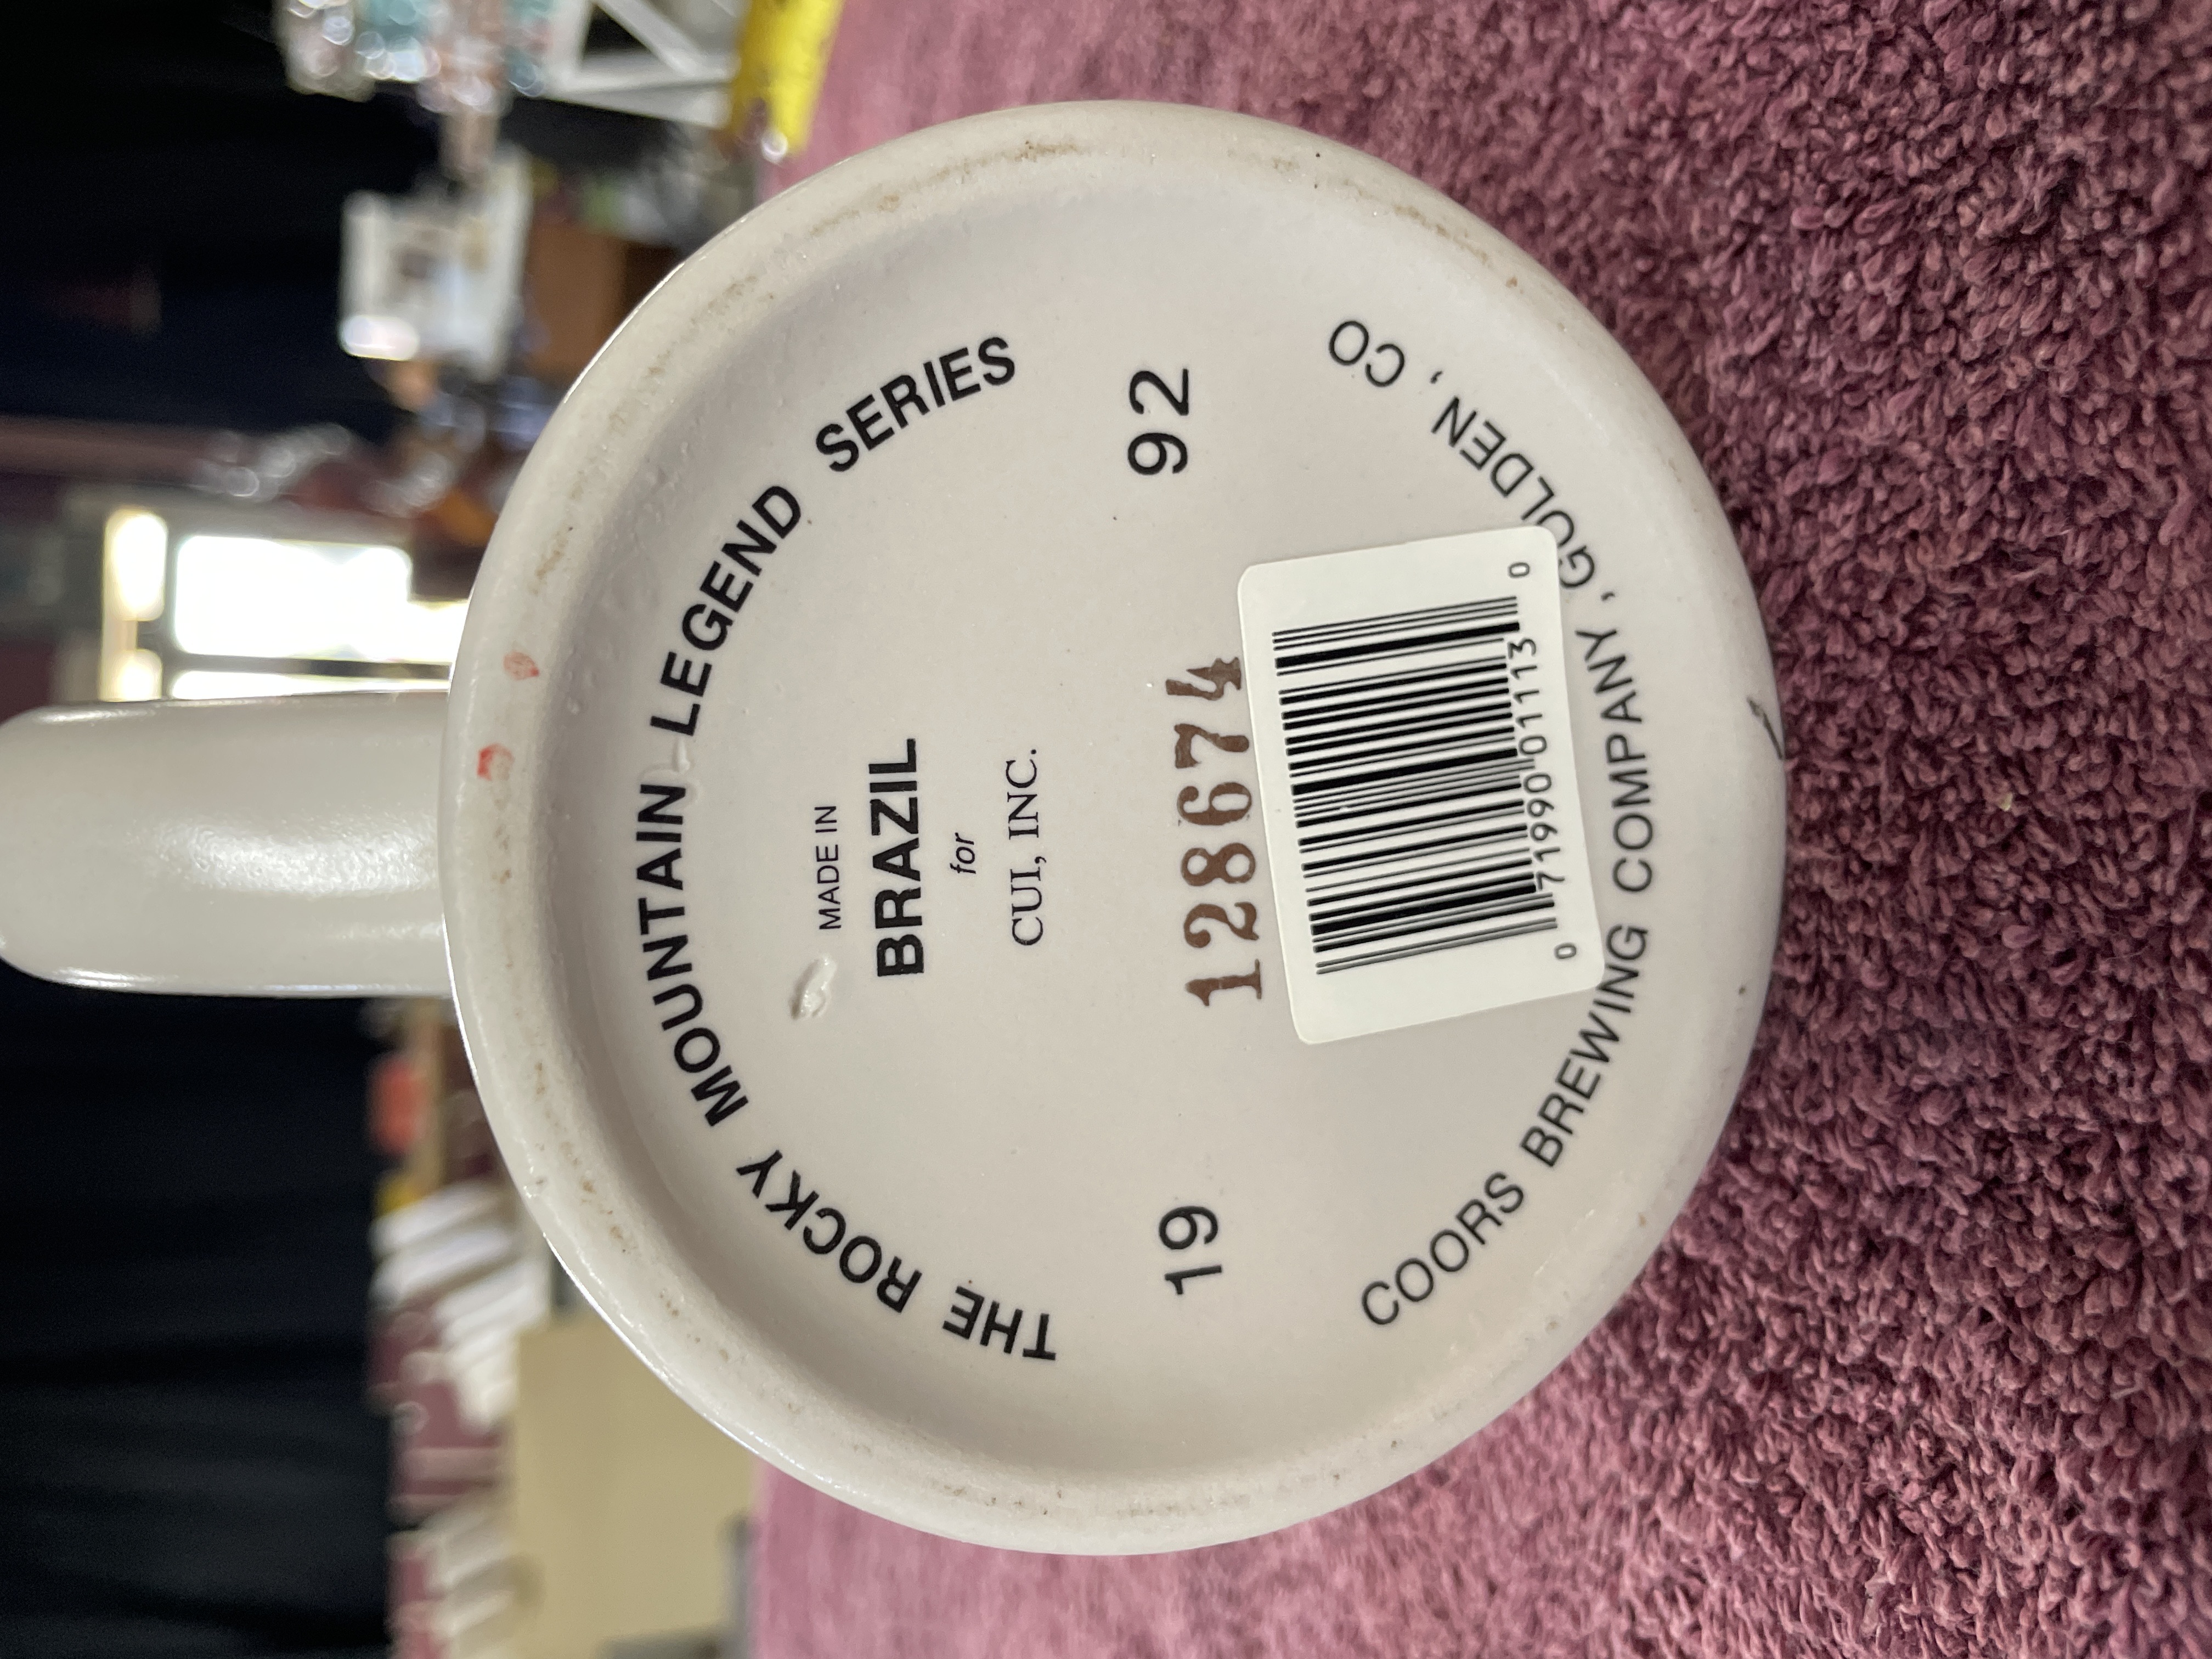 THE ROCKY MOUNTAIN LEGEND SERIES
MADE IN
BRAZIL
for
CUI, INC.
19 92
128674
0 71990 01113 0
COORS BREWING COMPANY, GOLDEN, CO